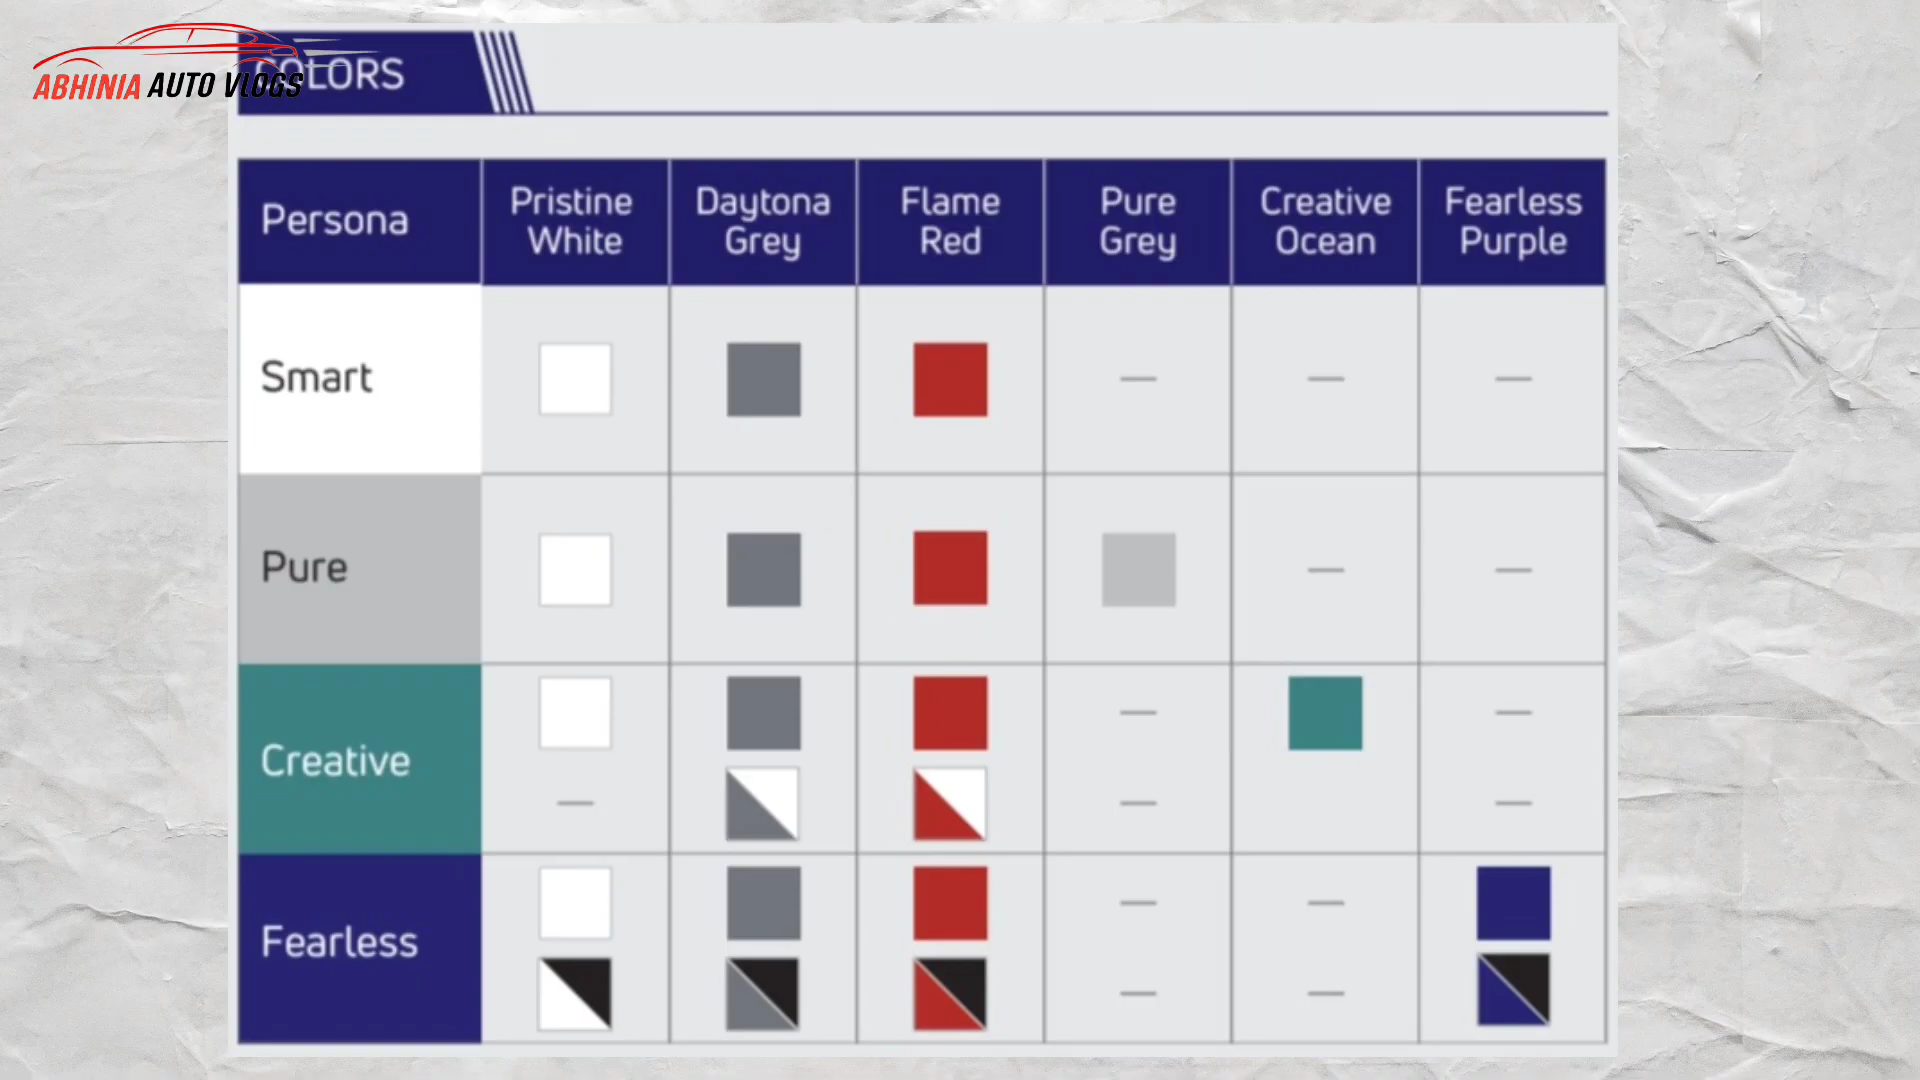 ABHINIA AUTO VLOGS
COLORS
Persona
Pristine
White
Daytona
Grey
Flame
Red
Pure
Grey
Creative
Ocean
Fearless
Purple
Smart
Pure
Creative
Fearless